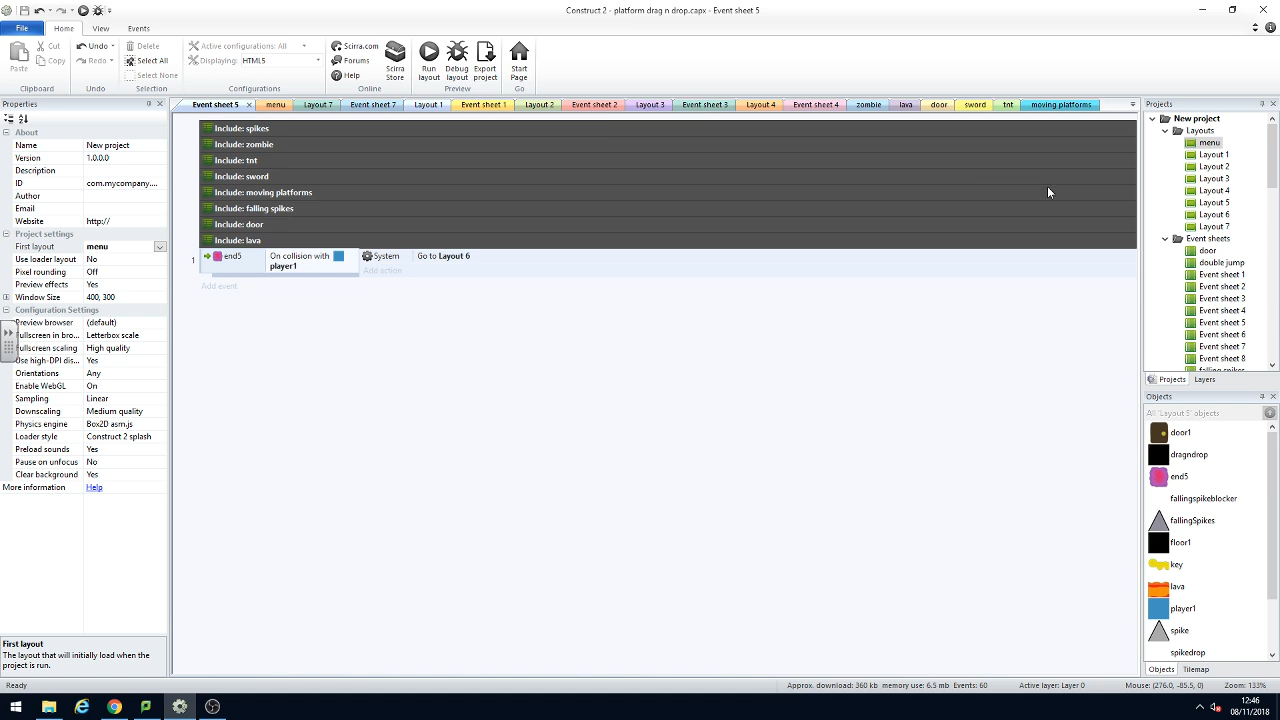 Construct 2 - platform drag n drop.capx - Event sheet 5
File Home View Events
Paste Cut Copy Clipboard
Undo Redo Undo
Delete Select All Select None Selection
Active configurations: All
Displaying: HTML5
Configurations
Scirra.com Forums Help Scirra Store Online
Run layout Debug layout Export project Preview
Start Page Go
Properties
Event sheet 5 menu Layout 7 Event sheet 7 Layout 1 Event sheet 1 Layout 2 Event sheet 2 Layout 3 Event sheet 3 Layout 4 Event sheet 4 zombie lava door sword tnt moving platforms
About
Name New project
Version 1.0.0.0
Description
ID com.mycompany....
Author
Email
Website http://
Project settings
First layout menu
Use loader layout No
Pixel rounding Off
Preview effects Yes
Window Size 400, 300
Configuration Settings
Preview browser (default)
Fullscreen in bro... Letterbox scale
Fullscreen scaling High quality
Use high-DPI dis... Yes
Orientations Any
Enable WebGL On
Sampling Linear
Downscaling Medium quality
Physics engine Box2D asm.js
Loader style Construct 2 splash
Preload sounds Yes
Pause on unfocus No
Clear background Yes
More information Help
First layout
The layout that will initially load when the
project is run.
Include: spikes
Include: zombie
Include: tnt
Include: sword
Include: moving platforms
Include: falling spikes
Include: door
Include: lava
1 end5 On collision with player1 System Go to Layout 6
Add action
Add event
Projects
New project
Layouts
menu
Layout 1
Layout 2
Layout 3
Layout 4
Layout 5
Layout 6
Layout 7
Event sheets
door
double jump
Event sheet 1
Event sheet 2
Event sheet 3
Event sheet 4
Event sheet 5
Event sheet 6
Event sheet 7
Event sheet 8
falling spikes
Projects Layers
Objects
All 'Layout 5' objects
door1
dragndrop
end5
fallingspikeblocker
fallingSpikes
floor1
key
lava
player1
spike
spikedrop
Objects Tilemap
Ready
Approx. download: 360 kb memory use: 6.5 mb Events: 60 Active layer: Layer 0 Mouse: (276.0, -85.5, 0) Zoom: 133%
12:46
08/11/2018